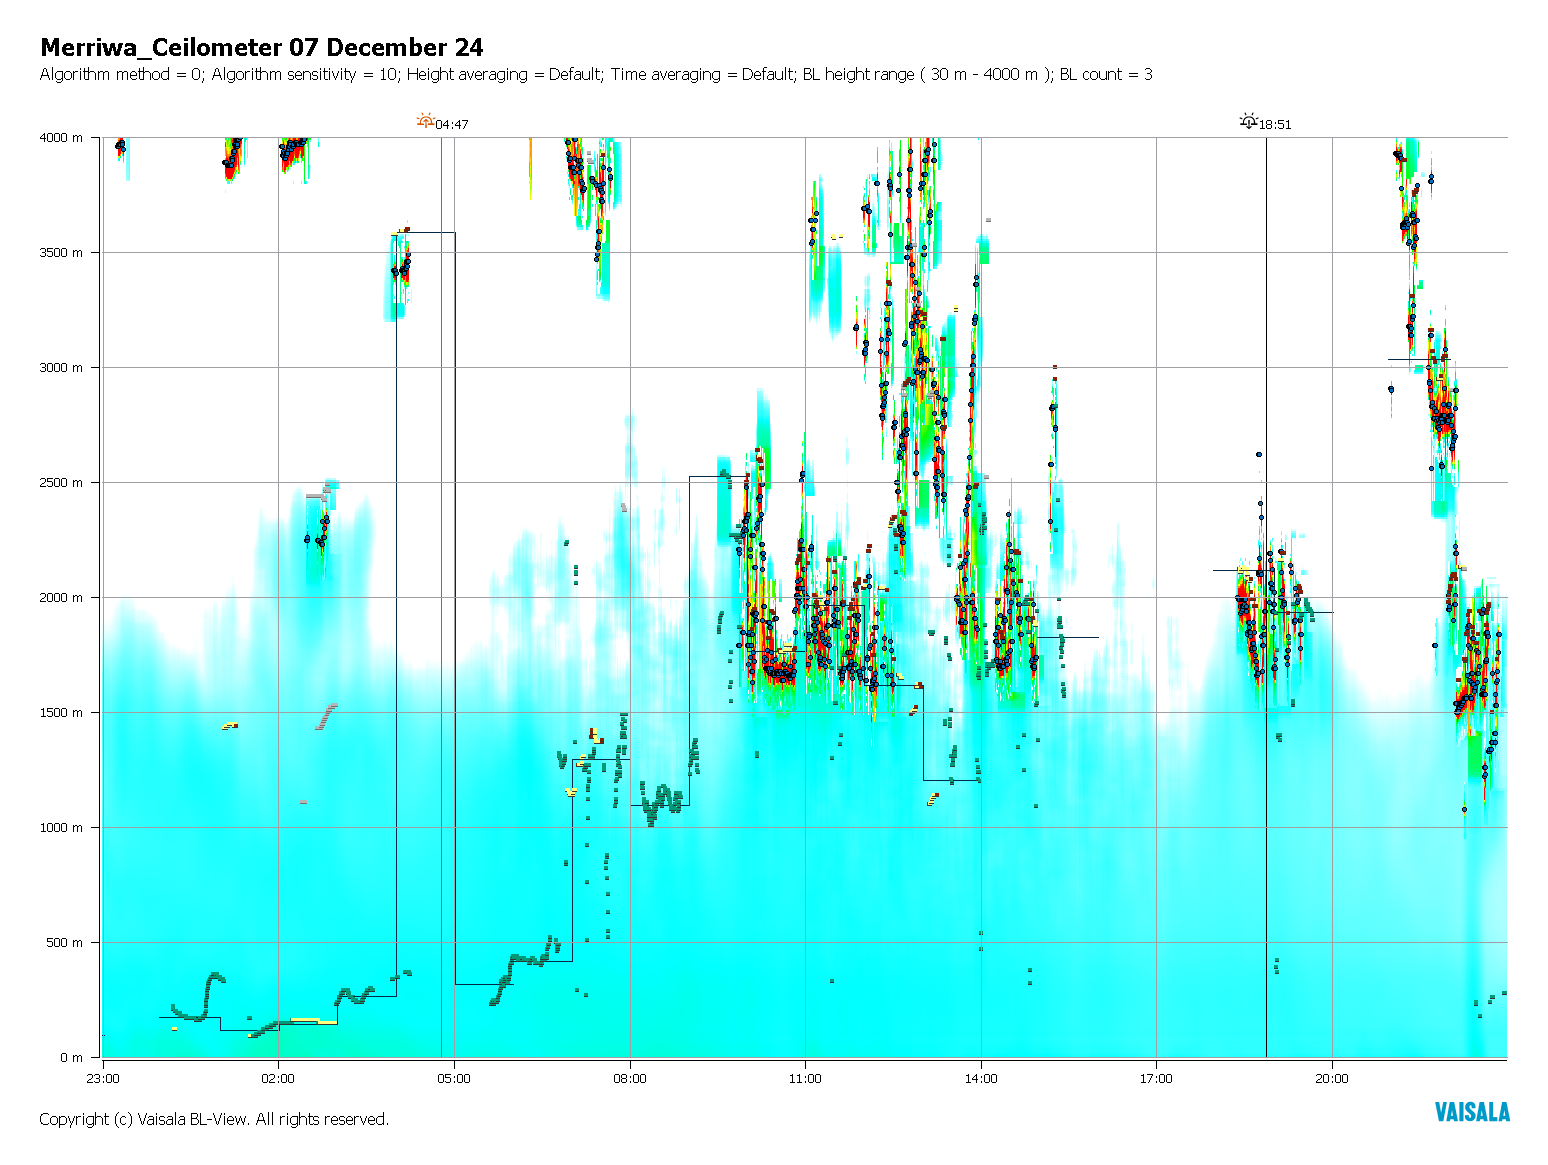 Merriwa_Ceilometer 07 December 24
Algorithm method = 0; Algorithm sensitivity = 10; Height averaging = Default; Time averaging = Default; BL height range ( 30 m - 4000 m ); BL count = 3
04:47
18:51
4000 m
3500 m
3000 m
2500 m
2000 m
1500 m
1000 m
500 m
0 m
23:00 02:00 05:00 08:00 11:00 14:00 17:00 20:00
Copyright (c) Vaisala BL-View. All rights reserved.
VAISALA